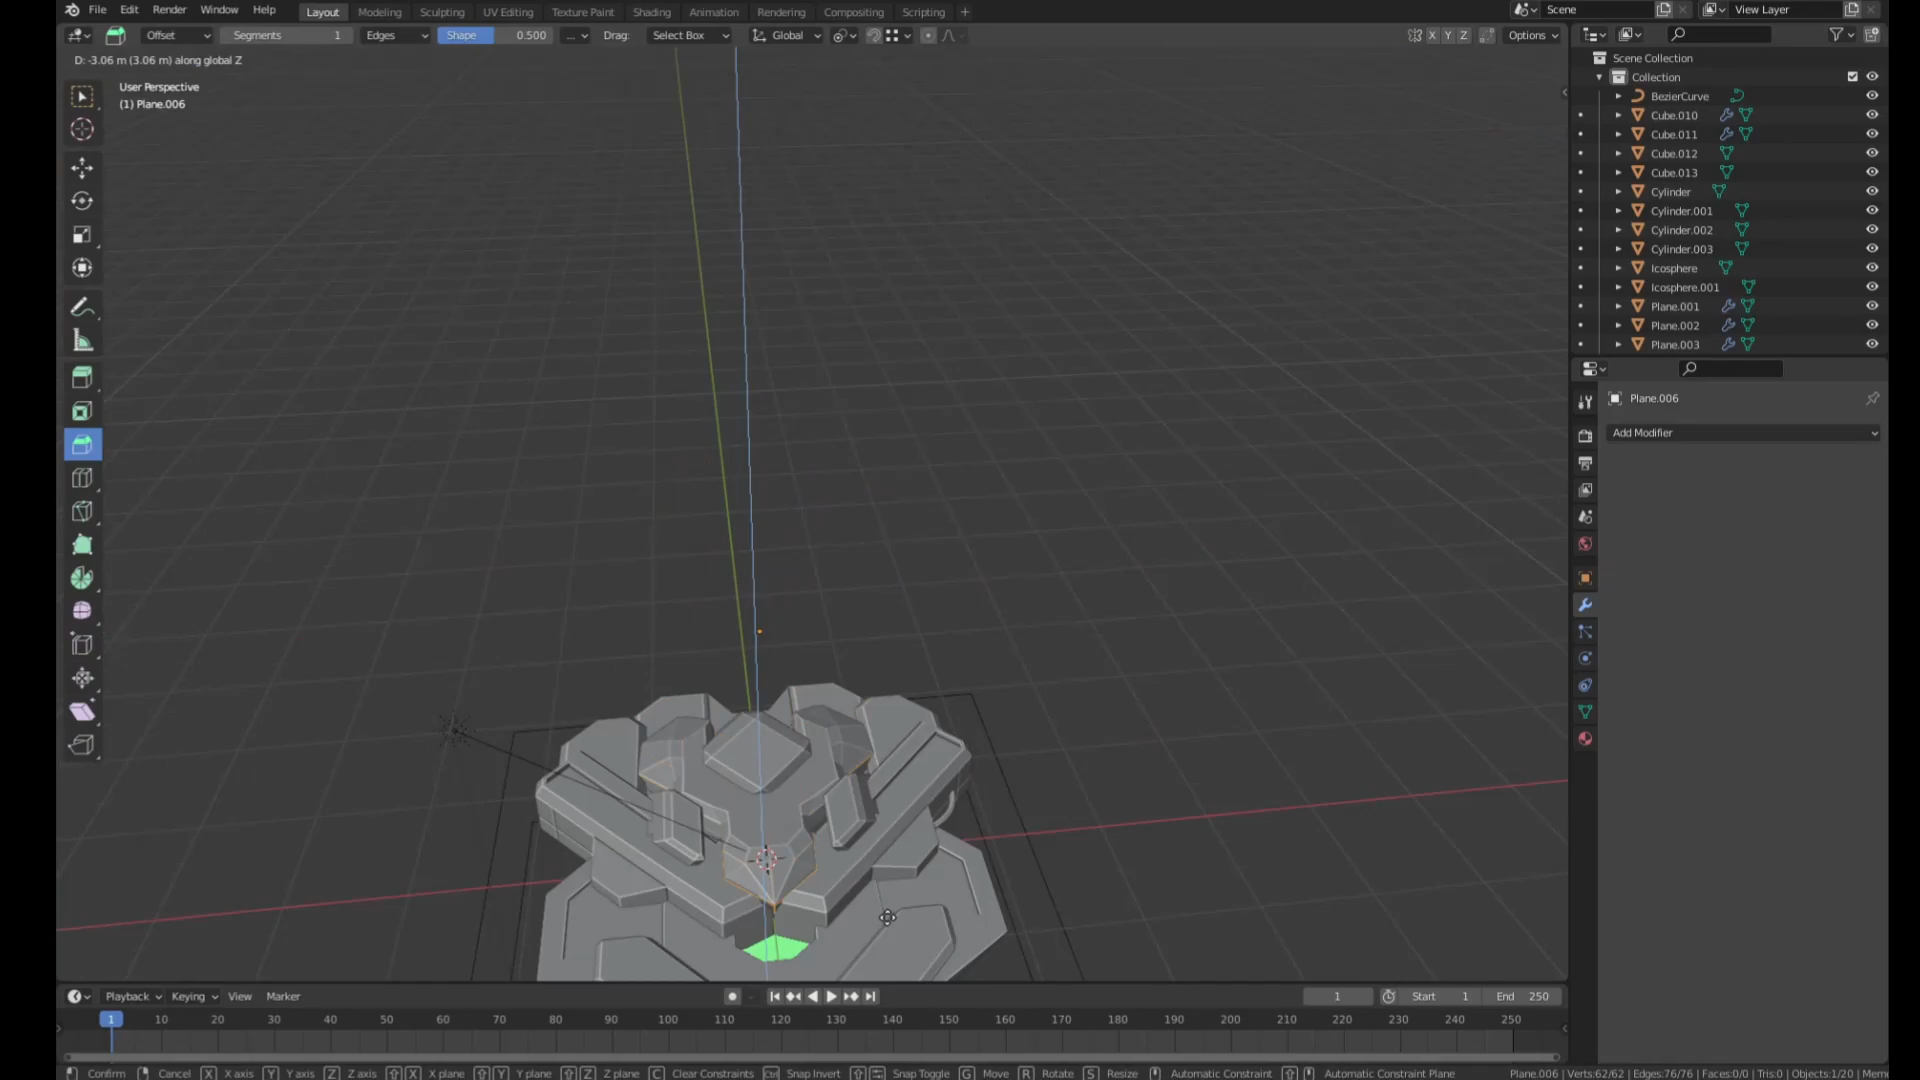 File Edit Render Window Help Layout Modeling Sculpting UV Editing Texture Paint Shading Animation Rendering Compositing Scripting + Scene View Layer
Offset Segments 1 Edges Shape 0.500 ... Drag: Select Box Global X Y Z Options
D: -3.06 m (3.06 m) along global Z
User Perspective
(1) Plane.006
Scene Collection
Collection
BezierCurve
Cube.010
Cube.011
Cube.012
Cube.013
Cylinder
Cylinder.001
Cylinder.002
Cylinder.003
Icosphere
Icosphere.001
Plane.001
Plane.002
Plane.003
Plane.006
Add Modifier
Playback Keying View Marker 1 Start 1 End 250
1 10 20 30 40 50 60 70 80 90 100 110 120 130 140 150 160 170 180 190 200 210 220 230 240 250
Confirm Cancel X X axis Y Y axis Z Z axis X X plane Y Y plane Z Z plane C Clear Constraints Ctrl Snap Invert Snap Toggle G Move R Rotate S Resize Automatic Constraint Automatic Constraint Plane Plane.006 | Verts:62/62 | Edges:76/76 | Faces:0/0 | Tris:0 | Objects:1/20 | Mem